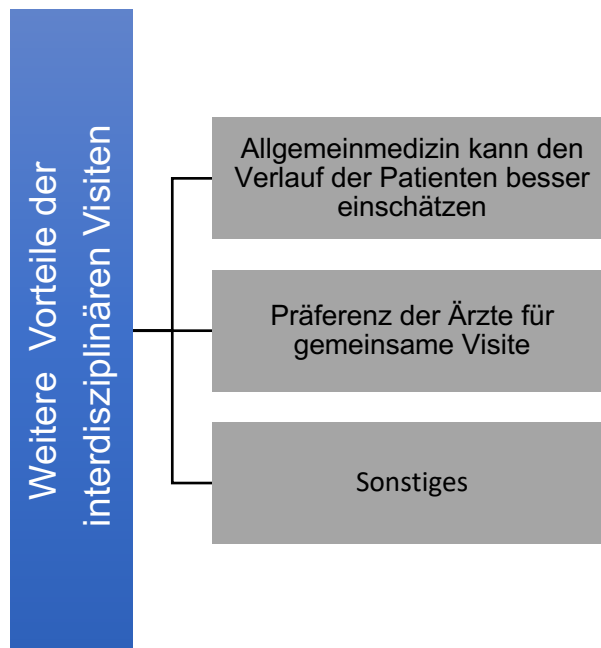 Weitere Vorteile der
interdisziplinären Visiten
Allgemeinmedizin kann den
Verlauf der Patienten besser
einschätzen
Präferenz der Ärzte für
gemeinsame Visite
Sonstiges